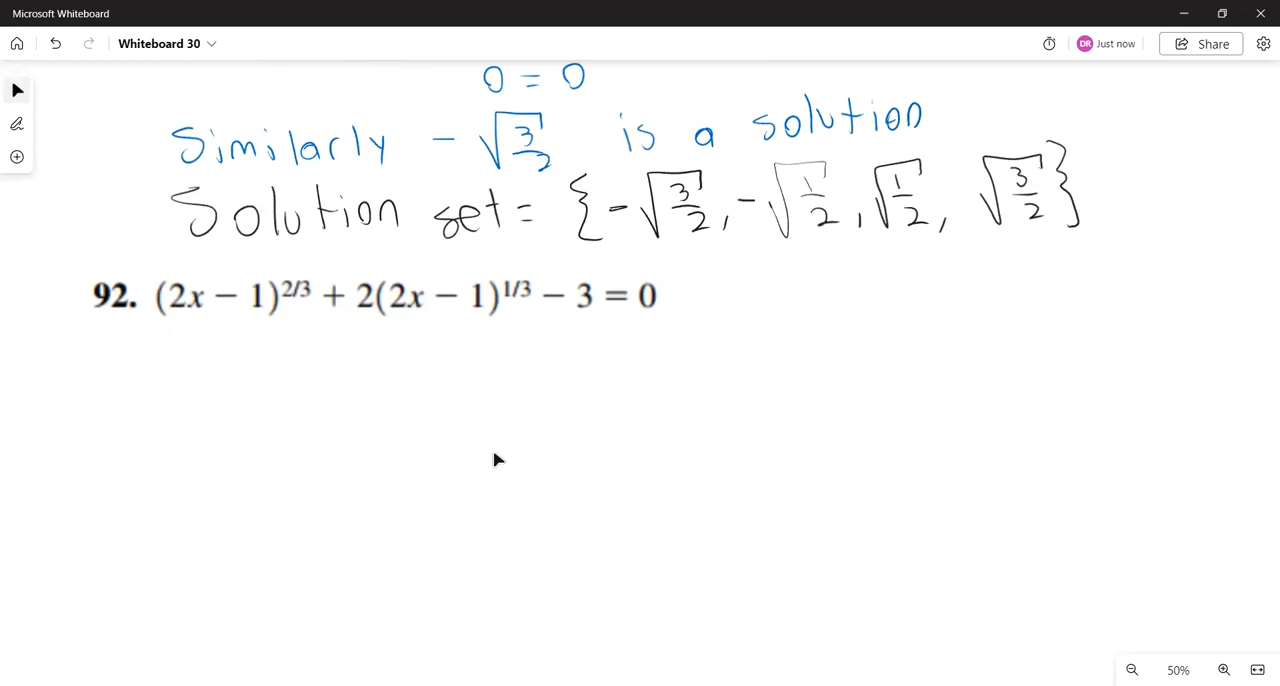 Microsoft Whiteboard
Whiteboard 30
DR Just now
Share
0 = 0
Similarly -√(3/2) is a solution
Solution set = {-√(3/2), -√(1/2), √(1/2), √(3/2)}
92. (2x − 1)^{2/3} + 2(2x − 1)^{1/3} − 3 = 0
50%